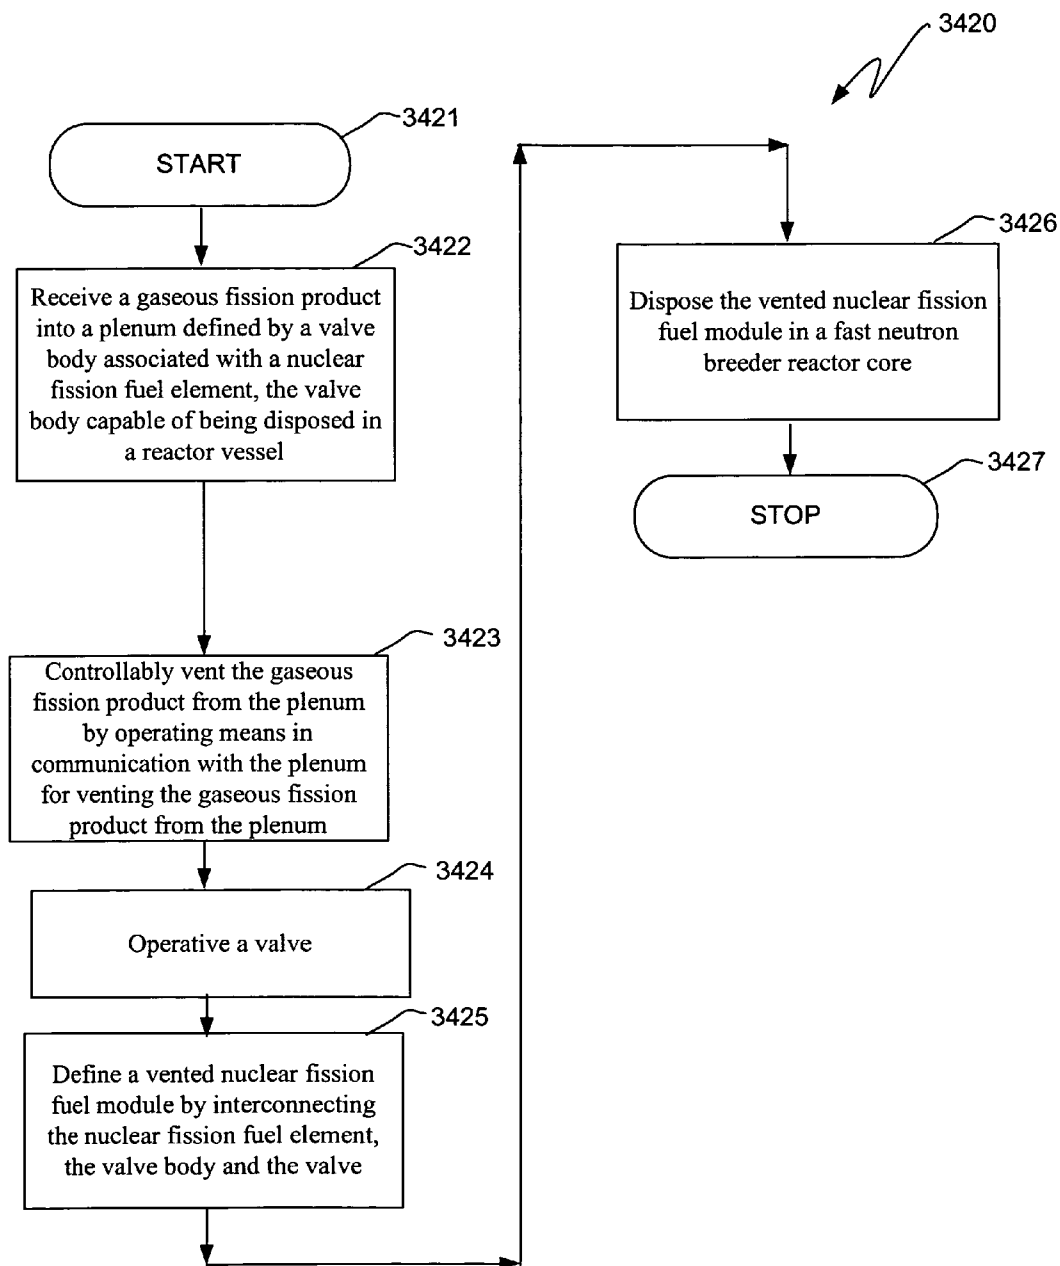 3420
3421
START
3422
Receive a gaseous fission product
into a plenum defined by a valve
body associated with a nuclear
fission fuel element, the valve
body capable of being disposed in
a reactor vessel
3423
Controllably vent the gaseous
fission product from the plenum
by operating means in
communication with the plenum
for venting the gaseous fission
product from the plenum
3424
Operative a valve
3425
Define a vented nuclear fission
fuel module by interconnecting
the nuclear fission fuel element,
the valve body and the valve
3426
Dispose the vented nuclear fission
fuel module in a fast neutron
breeder reactor core
3427
STOP